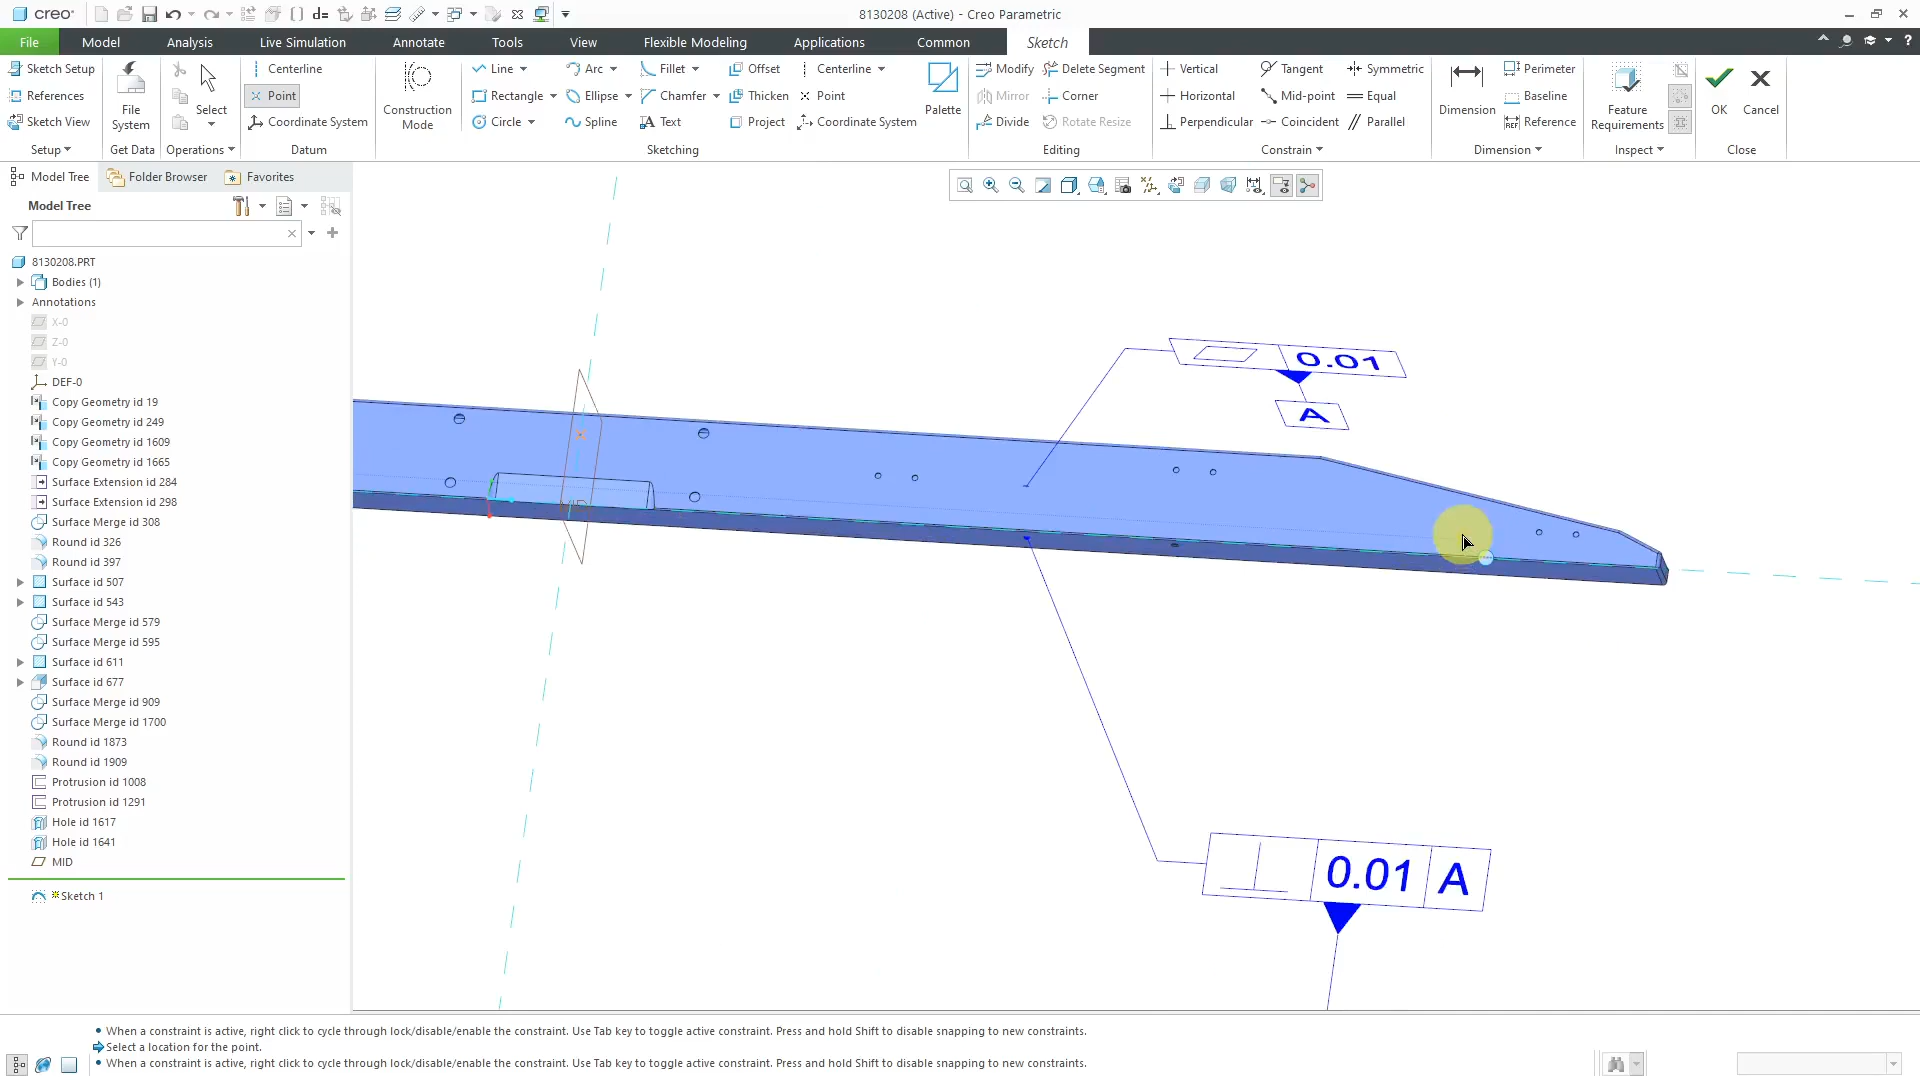 creo
8130208 (Active) - Creo Parametric
File Model Analysis Live Simulation Annotate Tools View Flexible Modeling Applications Common Sketch
Sketch Setup
References
Sketch View
Setup
File System
Get Data
Select
Operations
Centerline
Point
Coordinate System
Datum
Construction Mode
Line Arc Fillet Offset Centerline
Rectangle Ellipse Chamfer Thicken Point
Circle Spline Text Project Coordinate System
Palette
Sketching
Modify Delete Segment
Mirror Corner
Divide Rotate Resize
Editing
Vertical Tangent Symmetric
Horizontal Mid-point Equal
Perpendicular Coincident Parallel
Constrain
Dimension
Perimeter
Baseline
Reference
Dimension
Feature Requirements
Inspect
OK
Cancel
Close
Model Tree Folder Browser Favorites
Model Tree
8130208.PRT
Bodies (1)
Annotations
X-0
Z-0
Y-0
DEF-0
Copy Geometry id 19
Copy Geometry id 249
Copy Geometry id 1609
Copy Geometry id 1665
Surface Extension id 284
Surface Extension id 298
Surface Merge id 308
Round id 326
Round id 397
Surface id 507
Surface id 543
Surface Merge id 579
Surface Merge id 595
Surface id 611
Surface id 677
Surface Merge id 909
Surface Merge id 1700
Round id 1873
Round id 1909
Protrusion id 1008
Protrusion id 1291
Hole id 1617
Hole id 1641
MID
Sketch 1
0.01
A
MID
0.01 A
• When a constraint is active, right click to cycle through lock/disable/enable the constraint. Use Tab key to toggle active constraint. Press and hold Shift to disable snapping to new constraints.
Select a location for the point.
• When a constraint is active, right click to cycle through lock/disable/enable the constraint. Use Tab key to toggle active constraint. Press and hold Shift to disable snapping to new constraints.